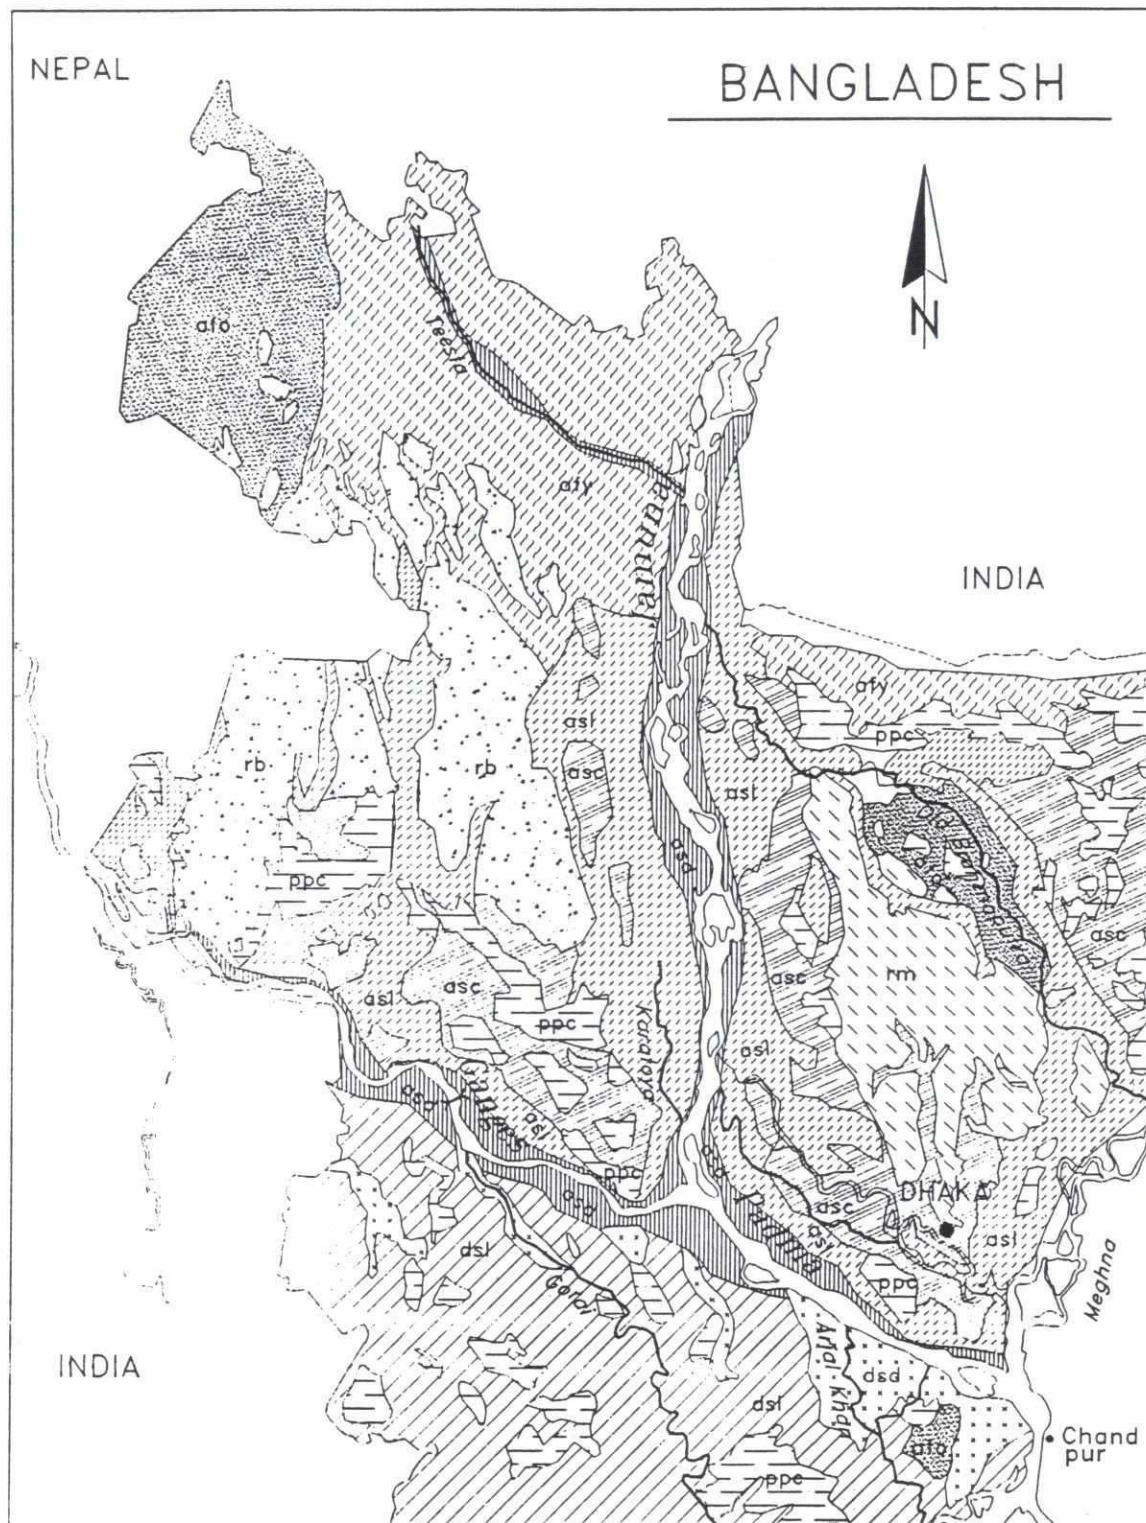 NEPAL
BANGLADESH
N
afo
Teesta
afy
Jamuna
INDIA
afy
ppc
rb
rb
asl
asc
asl
asd
Old Brahmaputra
ppc
asc
asc
rm
asl
asc
ppc
Karatoya
asl
asd
Ganges
asl
ppc
asd
asd
Padma
DHAKA
asc
asl
asl
dsl
Gorai
ppc
Meghna
INDIA
Arial Khan
dsd
dsl
afo
Chand
pur
ppc